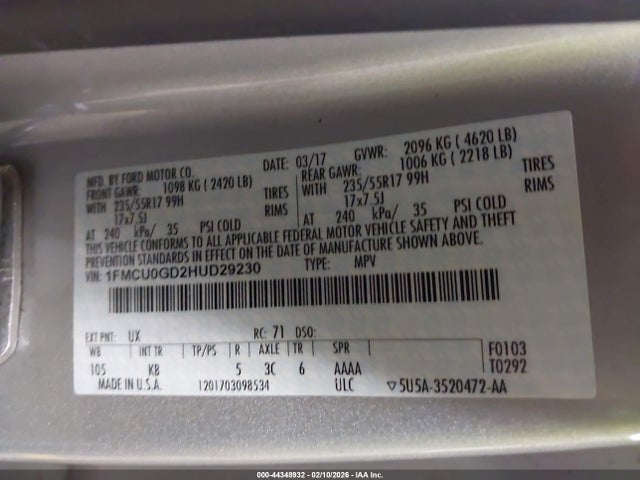 MFD. BY FORD MOTOR CO. DATE: 03/17 GVWR: 2096 KG ( 4620 LB)
FRONT GAWR: 1098 KG ( 2420 LB) REAR GAWR: 1006 KG ( 2218 LB)
WITH 235/55R17 99H TIRES WITH 235/55R17 99H TIRES
17x7.5J RIMS 17x7.5J RIMS
AT 240 kPa/ 35 PSI COLD AT 240 kPa/ 35 PSI COLD
THIS VEHICLE CONFORMS TO ALL APPLICABLE FEDERAL MOTOR VEHICLE SAFETY AND THEFT
PREVENTION STANDARDS IN EFFECT ON THE DATE OF MANUFACTURE SHOWN ABOVE.
VIN: 1FMCU0GD2HUD29230 TYPE: MPV
EXT PNT: UX RC: 71 DSO:
WB INT TR TP/PS R AXLE TR SPR F0103
105 KB 5 3C 6 AAAA T0292
MADE IN U.S.A. 1201703098534 ULC ▽5U5A-3520472-AA
000-44348932 - 02/10/2026 - IAA Inc.